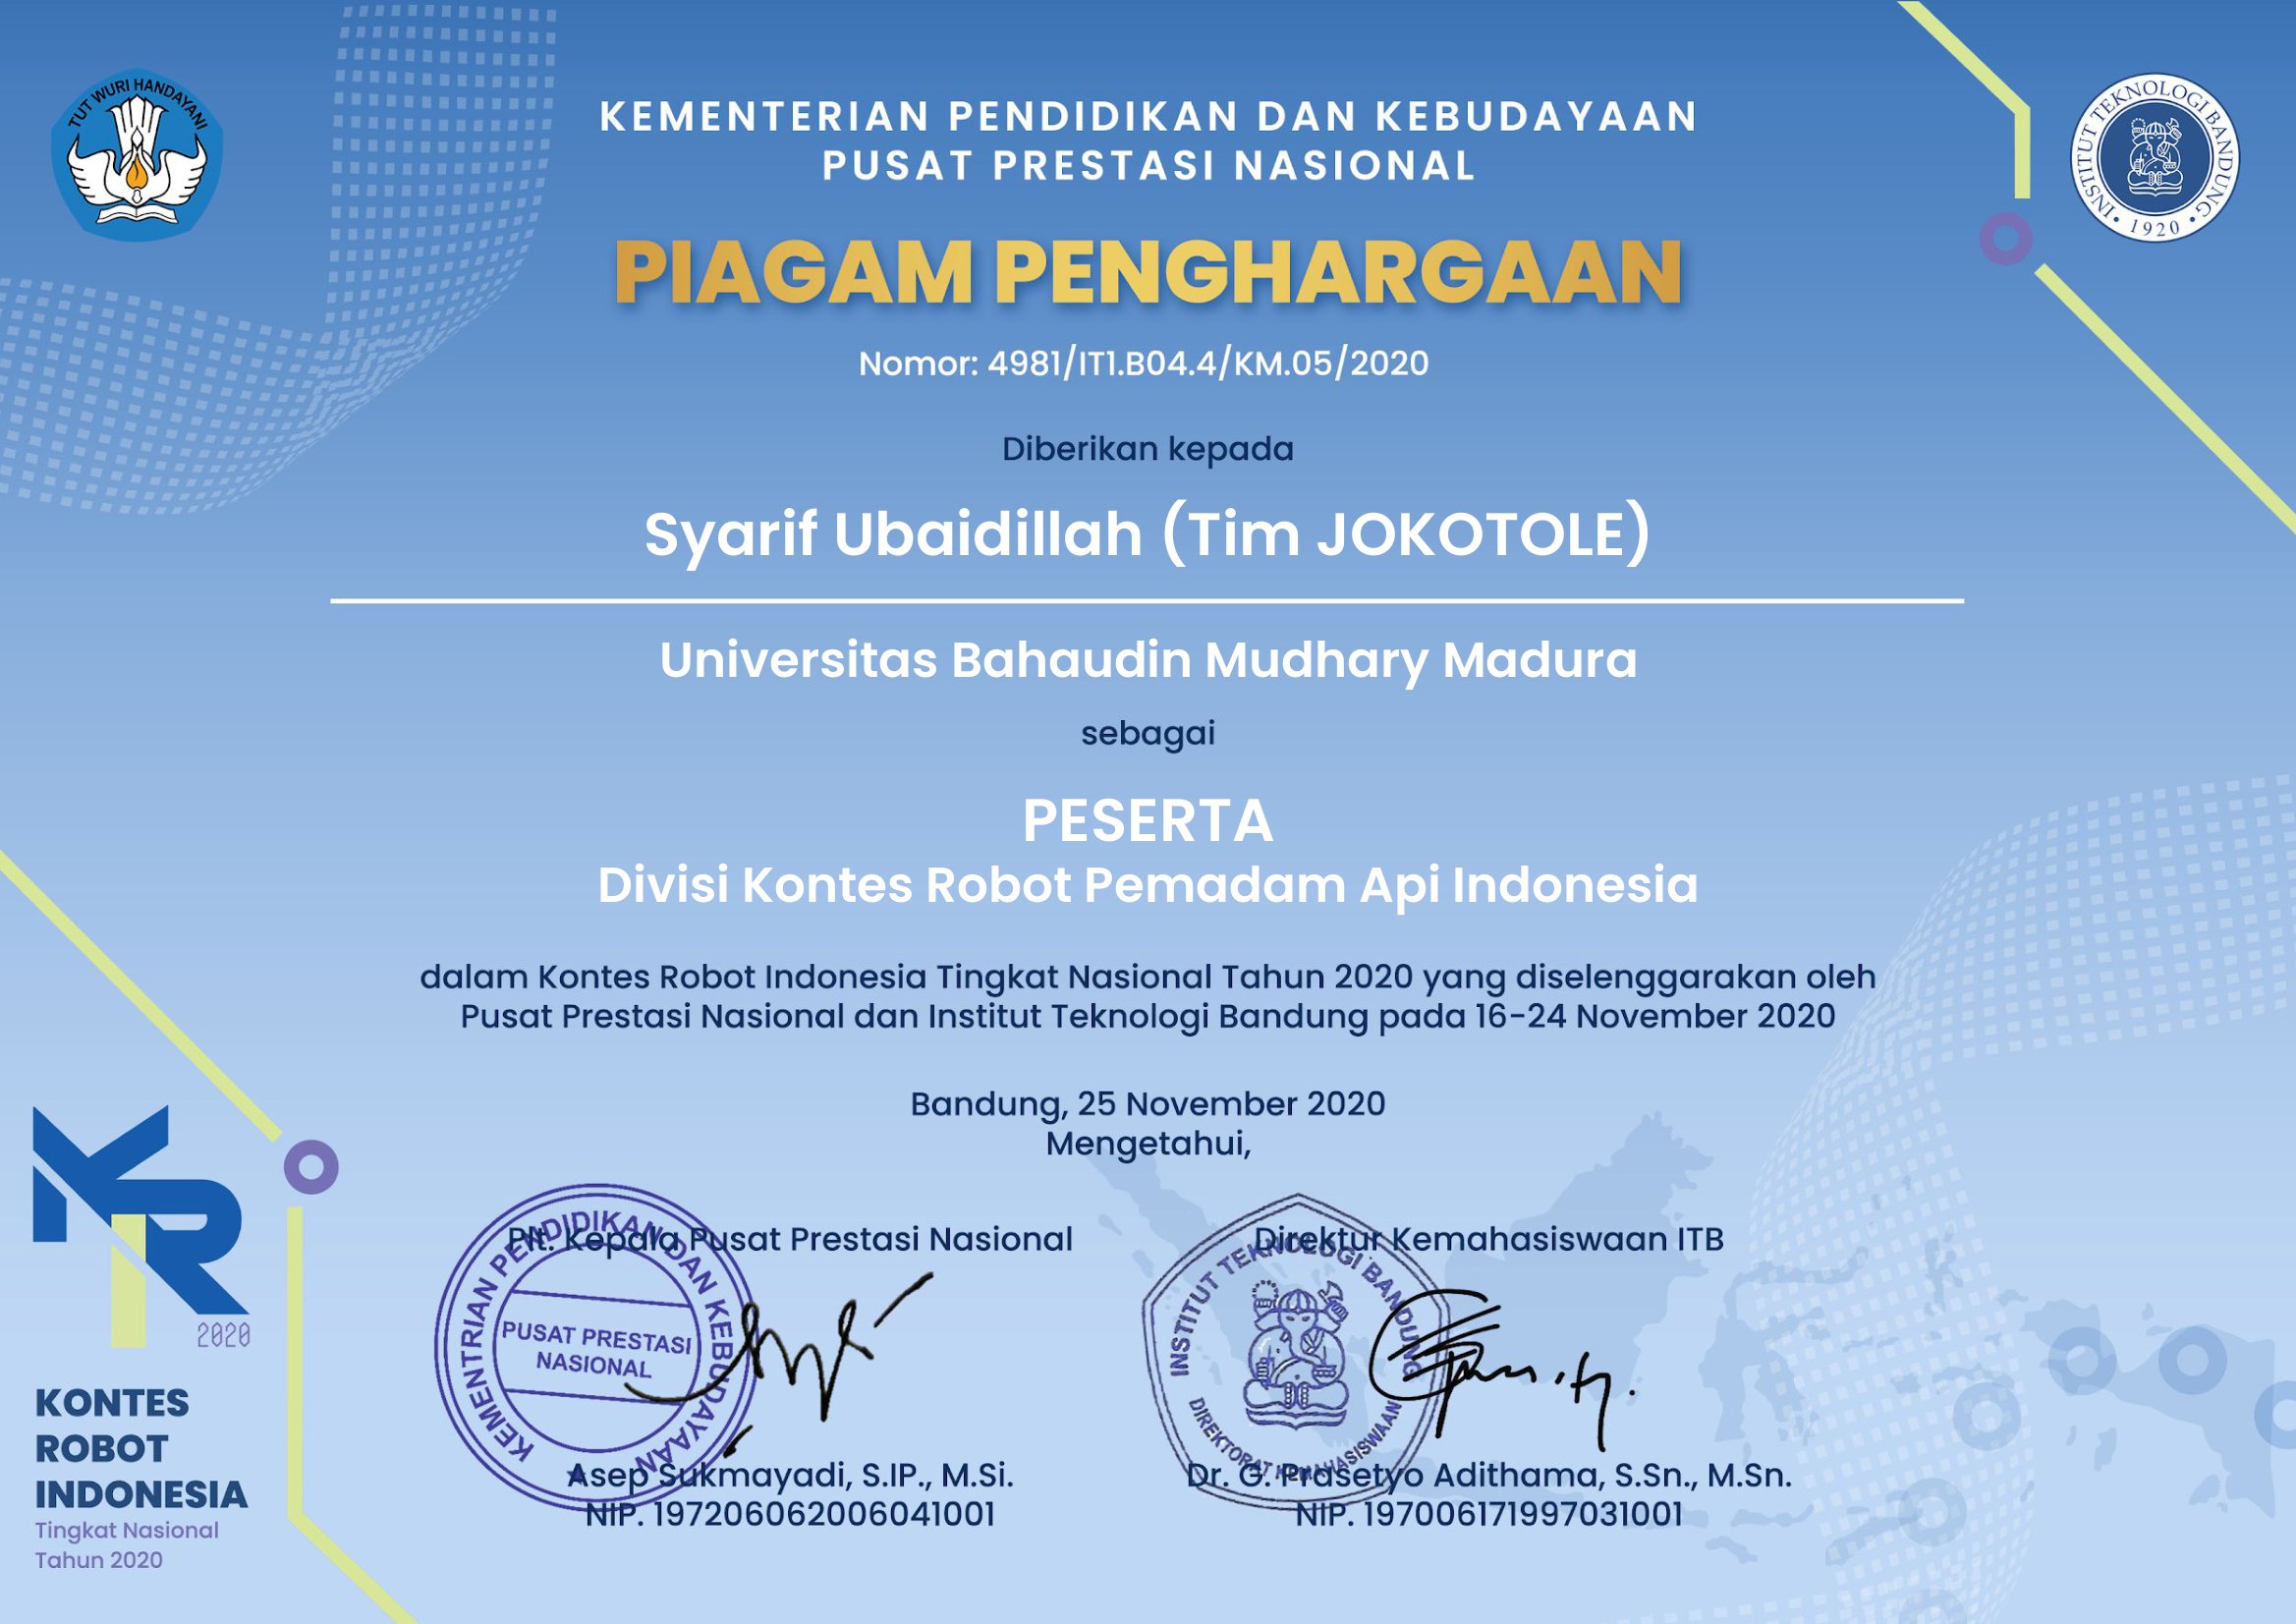 TUT WURI HANDAYANI
INSTITUT TEKNOLOGI BANDUNG
1920
KEMENTERIAN PENDIDIKAN DAN KEBUDAYAAN
PUSAT PRESTASI NASIONAL
PIAGAM PENGHARGAAN
Nomor: 4981/IT1.B04.4/KM.05/2020
Diberikan kepada
Syarif Ubaidillah (Tim JOKOTOLE)
Universitas Bahaudin Mudhary Madura
sebagai
PESERTA
Divisi Kontes Robot Pemadam Api Indonesia
dalam Kontes Robot Indonesia Tingkat Nasional Tahun 2020 yang diselenggarakan oleh
Pusat Prestasi Nasional dan Institut Teknologi Bandung pada 16-24 November 2020
Bandung, 25 November 2020
Mengetahui,
Plt. Kepala Pusat Prestasi Nasional
KEMENTRIAN PENDIDIKAN DAN KEBUDAYAAN
PUSAT PRESTASI
NASIONAL
Asep Sukmayadi, S.IP., M.Si.
NIP. 197206062006041001
Direktur Kemahasiswaan ITB
INSTITUT TEKNOLOGI BANDUNG
DIREKTORAT KEMAHASISWAAN
Dr. G. Prasetyo Adithama, S.Sn., M.Sn.
NIP. 197006171997031001
KR
2020
KONTES
ROBOT
INDONESIA
Tingkat Nasional
Tahun 2020